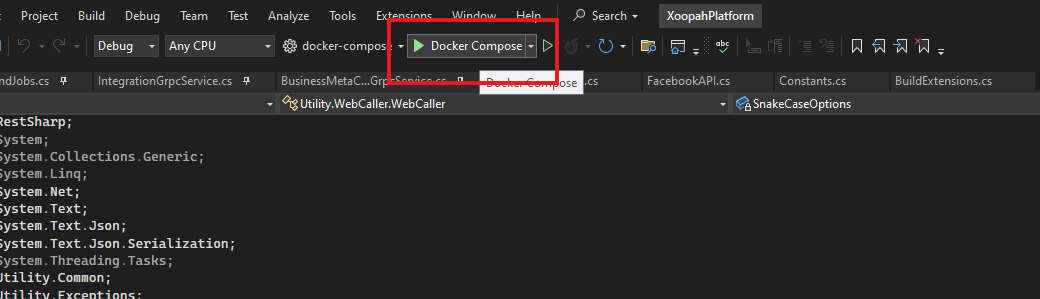 Project Build Debug Team Test Analyze Tools Extensions Window Help Search XoopahPlatform
Debug Any CPU docker-compose Docker Compose
ndJobs.cs IntegrationGrpcService.cs BusinessMetaC...GrpcService.cs .cs FacebookAPI.cs Constants.cs BuildExtensions.cs
Docker Compose
Utility.WebCaller.WebCaller SnakeCaseOptions
RestSharp;
System;
System.Collections.Generic;
System.Linq;
System.Net;
System.Text;
System.Text.Json;
System.Text.Json.Serialization;
System.Threading.Tasks;
Utility.Common;
Utility.Exceptions;